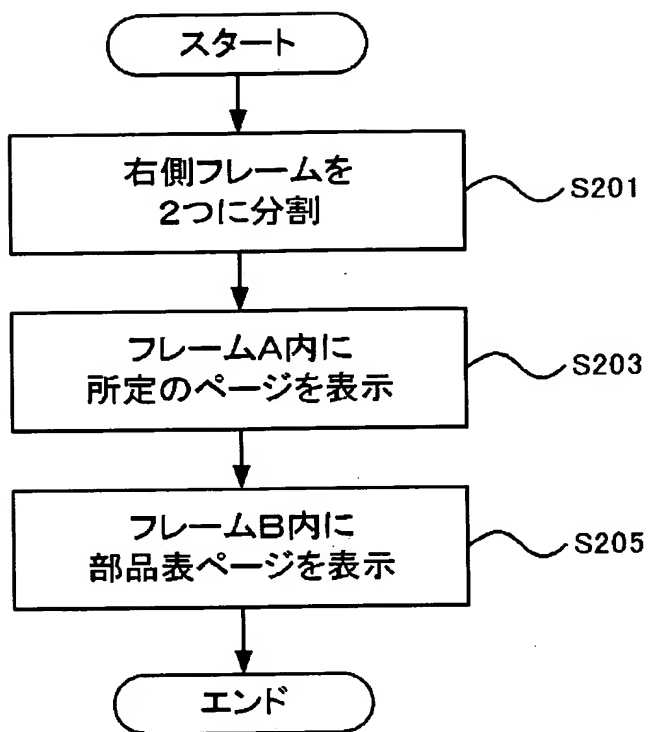 スタート
右側フレームを
2つに分割
S201
フレームA内に
所定のページを表示
S203
フレームB内に
部品表ページを表示
S205
エンド